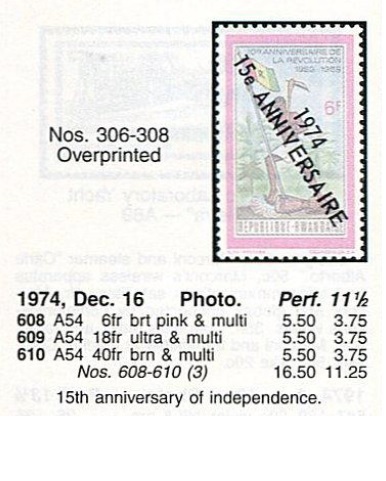 10e ANNIVERSAIRE DE
LA REVOLUTION
1959-1969
6F
1974
15e ANNIVERSAIRE
REPUBLIQUE RWANDAISE
Nos. 306-308
Overprinted
1974, Dec. 16 Photo. Perf. 11½
608 A54 6fr brt pink & multi 5.50 3.75
609 A54 18fr ultra & multi 5.50 3.75
610 A54 40fr brn & multi 5.50 3.75
Nos. 608-610 (3) 16.50 11.25
15th anniversary of independence.